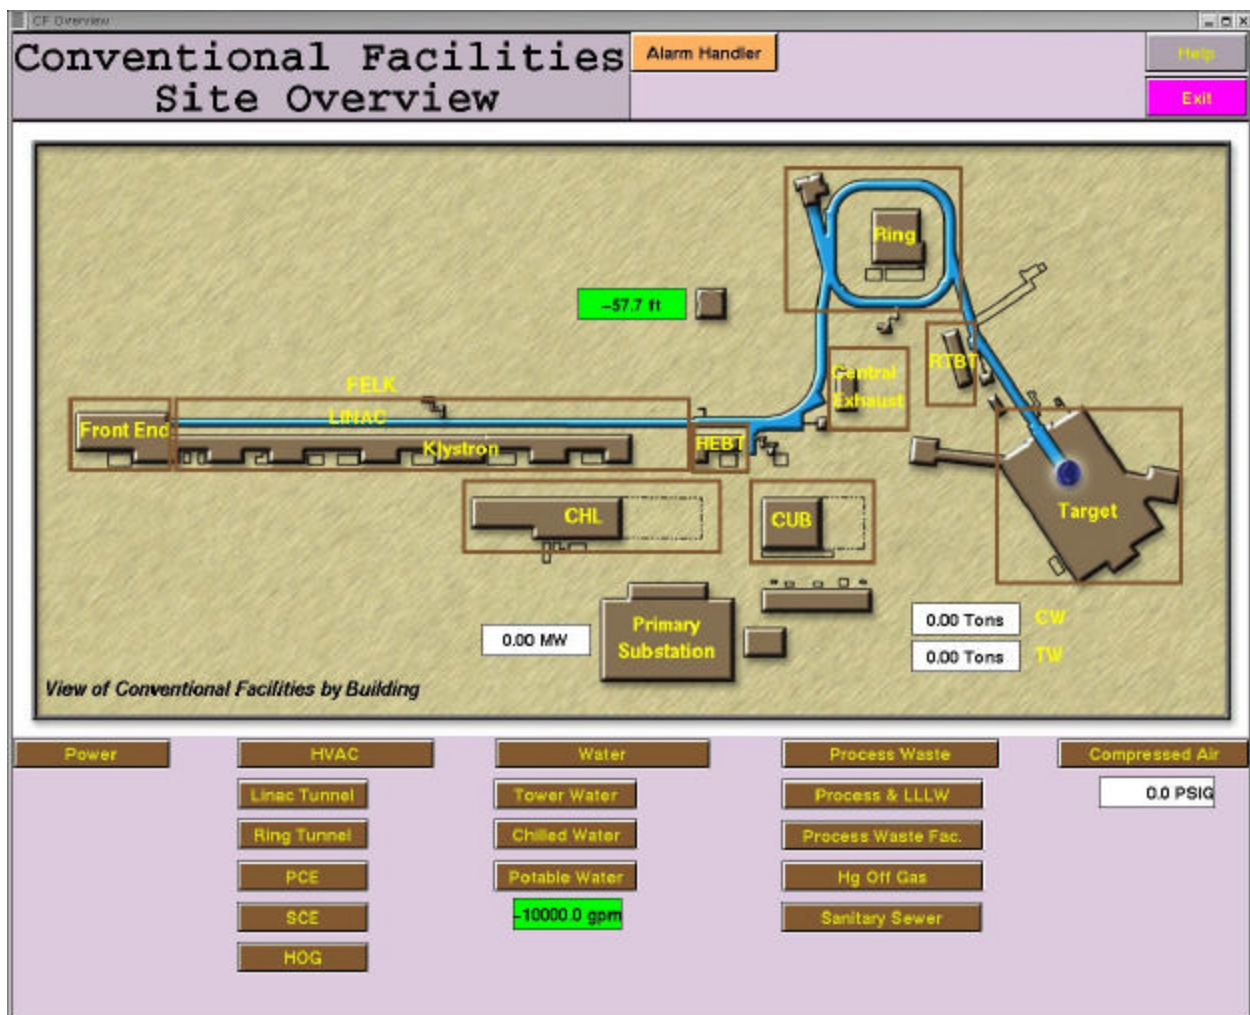 CF Overview
Conventional Facilities
Site Overview
Alarm Handler
Help
Exit
Ring
-57.7 ft
RTBT
Central
Exhaust
FELK
LINAC
Front End
Klystron
HEBT
CHL
CUB
Target
Primary
Substation
0.00 MW
0.00 Tons CW
0.00 Tons TW
View of Conventional Facilities by Building
Power
HVAC
Water
Process Waste
Compressed Air
Linac Tunnel
Tower Water
Process & LLLW
0.0 PSIG
Ring Tunnel
Chilled Water
Process Waste Fac.
PCE
Potable Water
Hg Off Gas
SCE
-10000.0 gpm
Sanitary Sewer
HOG